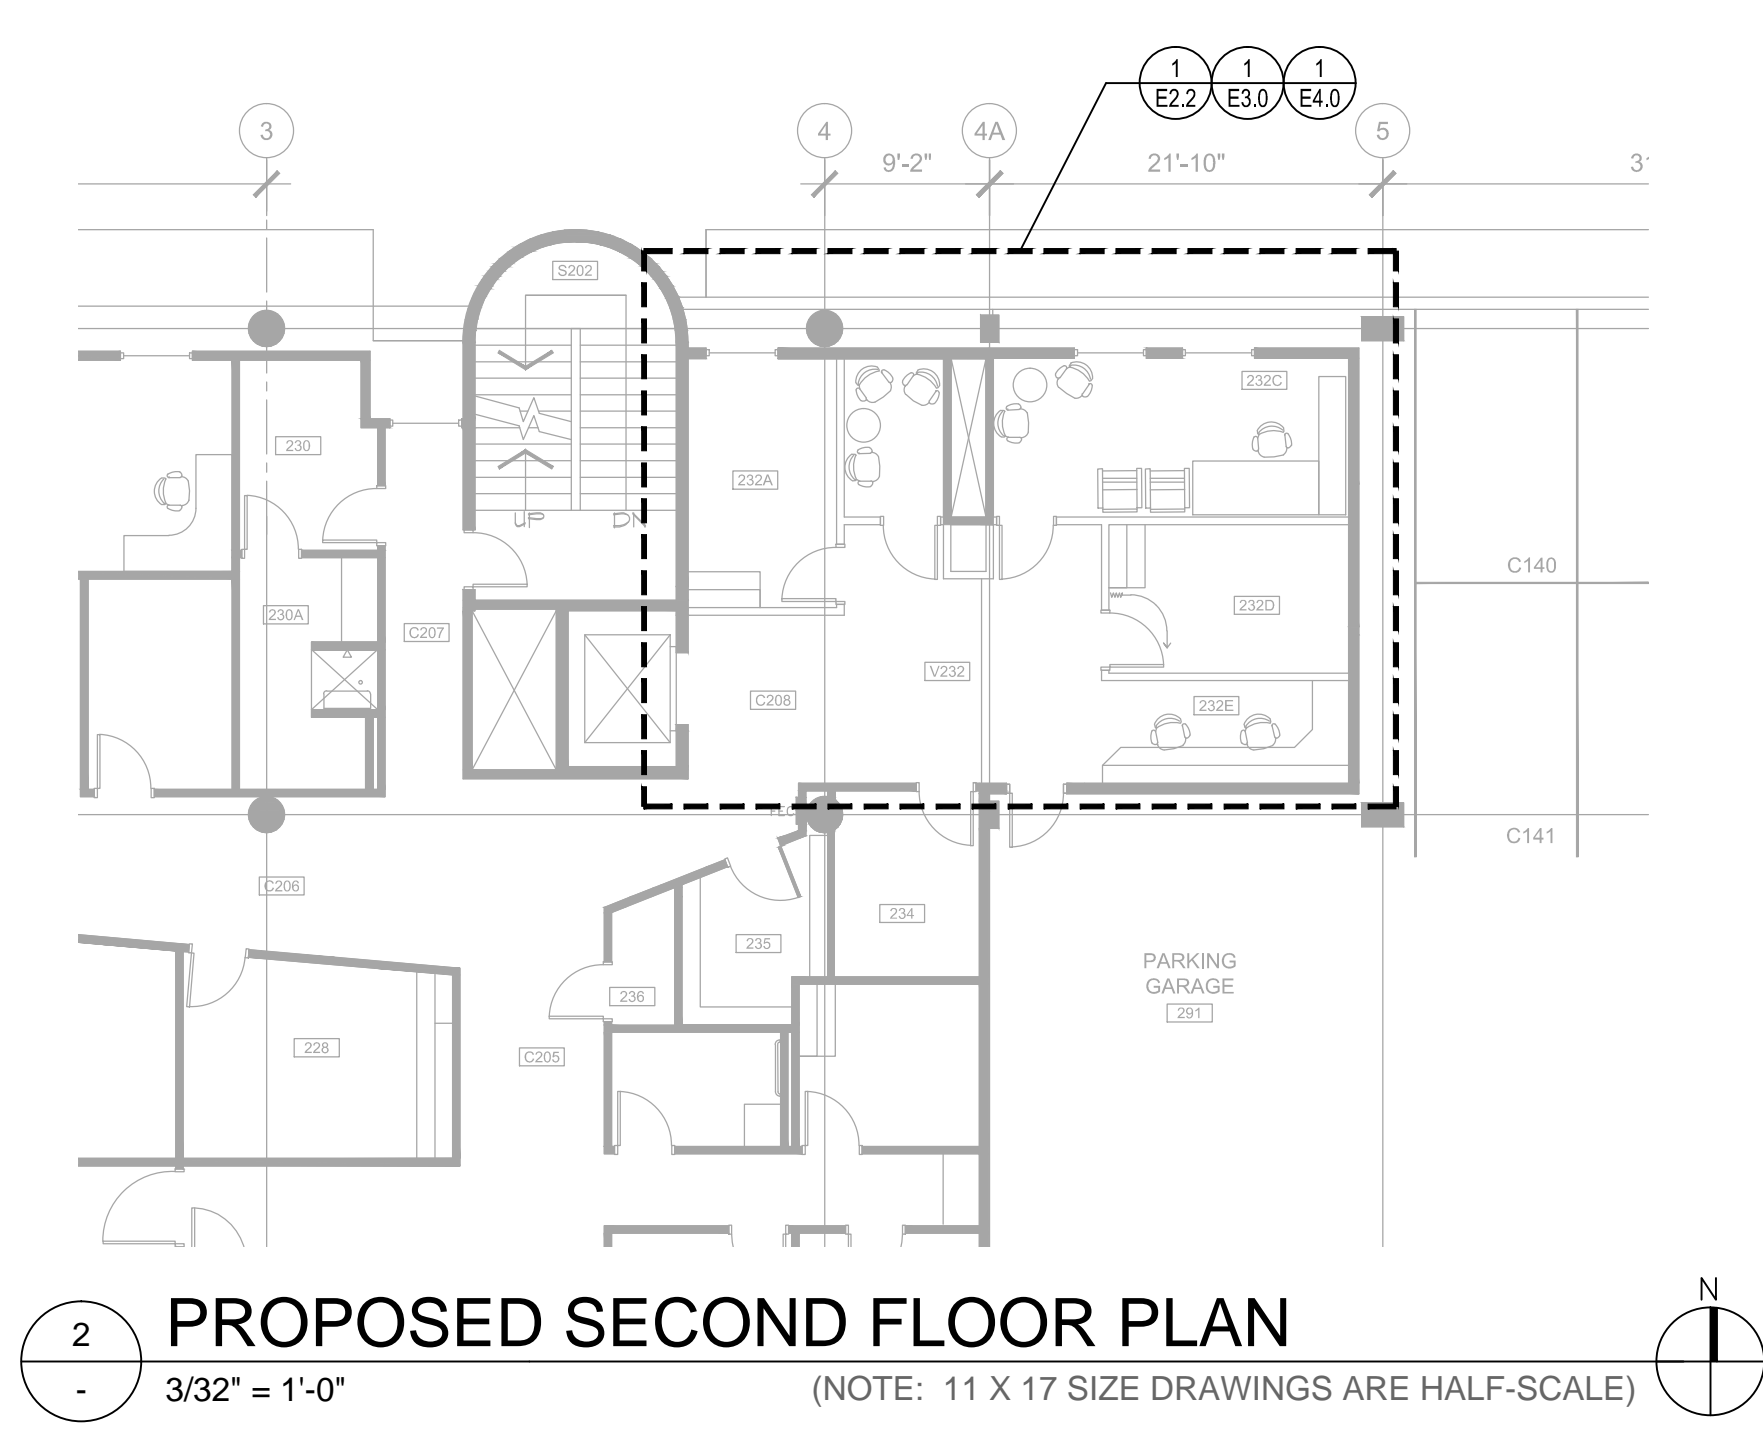 1 1 1
E2.2 E3.0 E4.0
3 4 4A 5
9'-2" 21'-10"
S202
232C
230
232A
UP DN
C140
230A
232D
C207
V232
C208
232E
FEC
C141
C206
234
235
PARKING
GARAGE
236
291
228
C205
N
2
-
PROPOSED SECOND FLOOR PLAN
3/32" = 1'-0"
(NOTE: 11 X 17 SIZE DRAWINGS ARE HALF-SCALE)